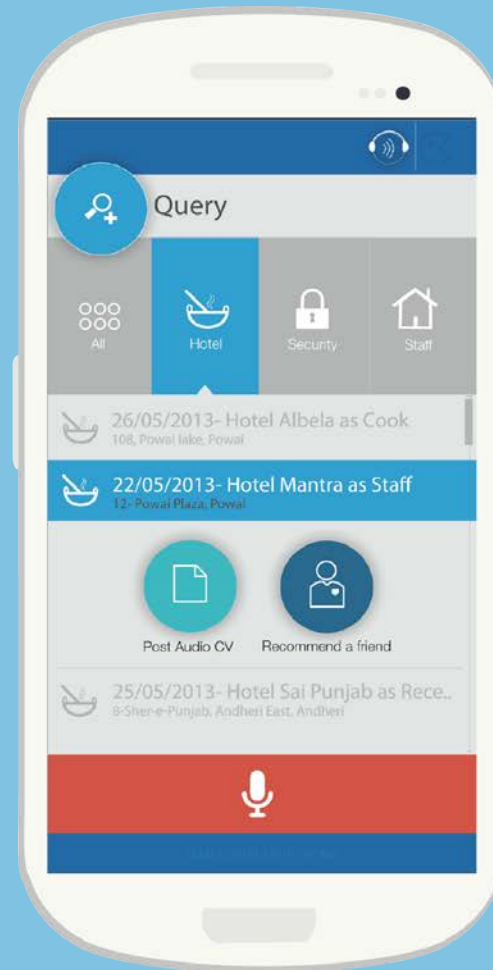 Query
All
Hotel
Security
Staff
26/05/2013- Hotel Albela as Cook
108, Powai lake, Powai
22/05/2013- Hotel Mantra as Staff
12- Powai Plaza, Powai
Post Audio CV
Recommend a friend
25/05/2013- Hotel Sai Punjab as Rece..
8-Sher-e-Punjab, Andheri East, Andheri